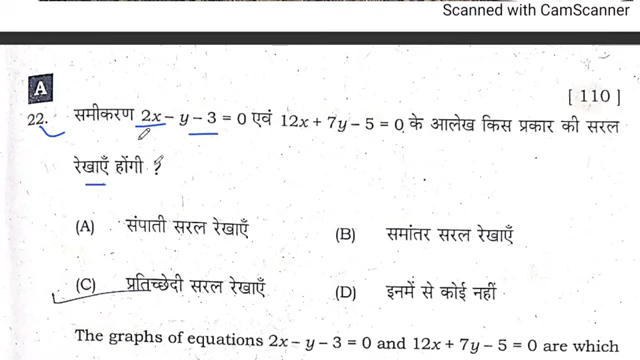 Scanned with CamScanner
A
[ 110 ]
22. समीकरण 2x – y – 3 = 0 एवं 12x + 7y – 5 = 0 के आलेख किस प्रकार की सरल
रेखाएँ होंगी ?
(A) संपाती सरल रेखाएँ (B) समांतर सरल रेखाएँ
(C) प्रतिच्छेदी सरल रेखाएँ (D) इनमें से कोई नहीं
The graphs of equations 2x – y – 3 = 0 and 12x + 7y – 5 = 0 are which